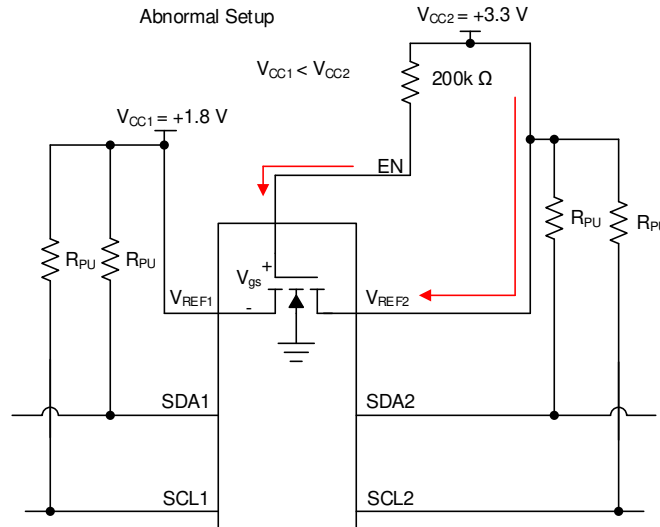 Abnormal Setup
VCC2 = +3.3 V
VCC1 < VCC2
200k Ω
VCC1 = +1.8 V
EN
RPU
RPU
RPU
RPU
Vgs
+
-
VREF1
VREF2
SDA1
SDA2
SCL1
SCL2